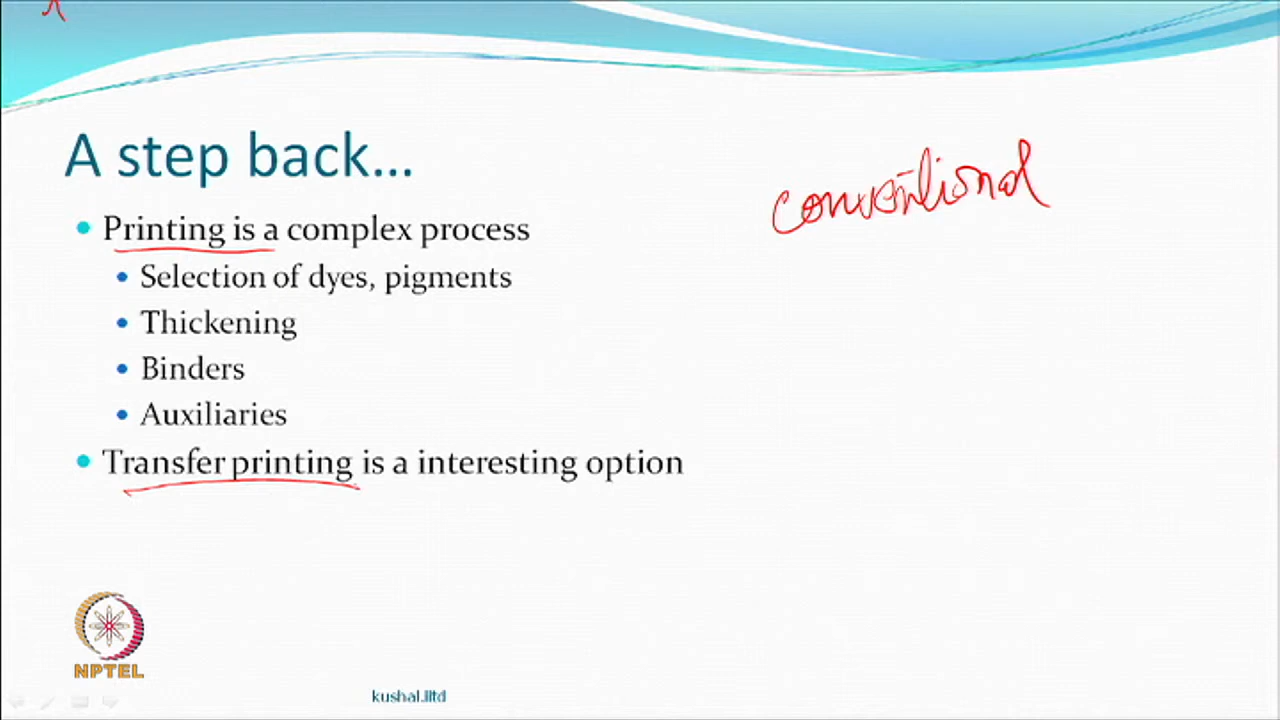 A step back...
conventional
Printing is a complex process
Selection of dyes, pigments
Thickening
Binders
Auxiliaries
Transfer printing is a interesting option
NPTEL
kushal.iitd